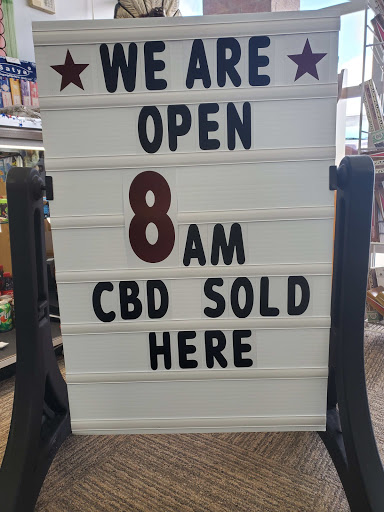 WE ARE
OPEN
8 AM
CBD SOLD
HERE